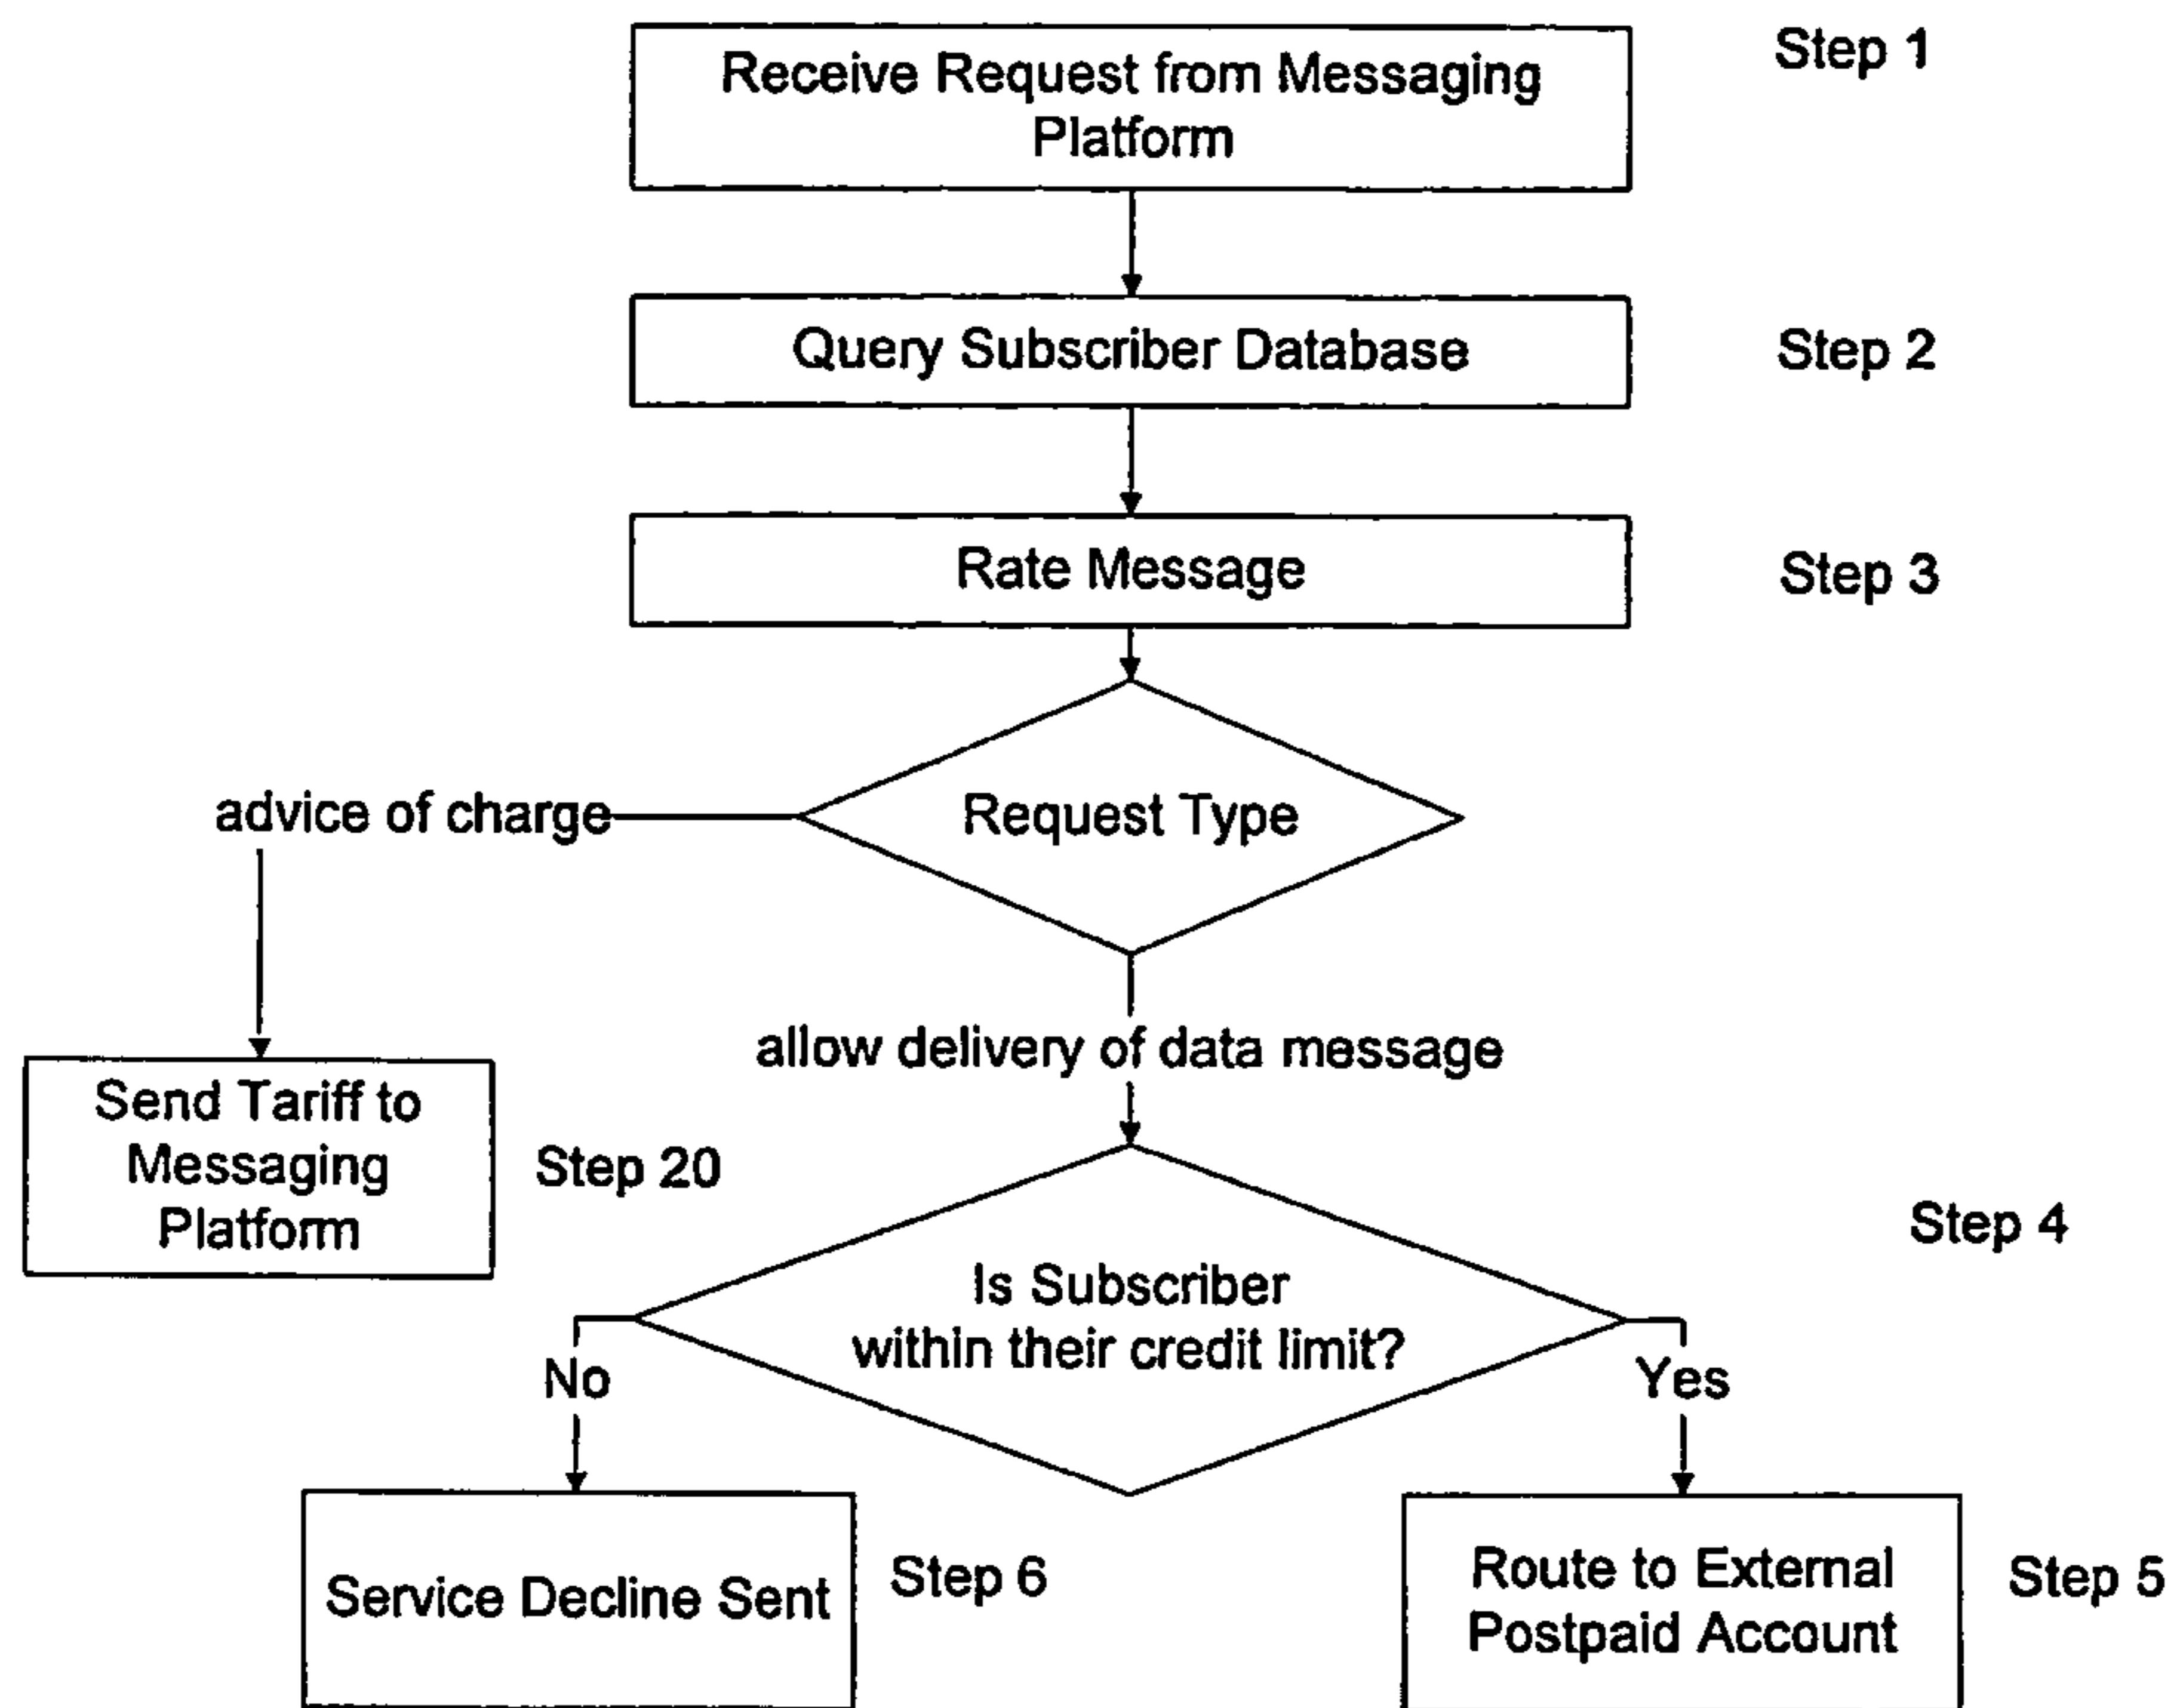 Receive Request from Messaging
Platform
Step 1
Query Subscriber Database
Step 2
Rate Message
Step 3
Request Type
advice of charge
allow delivery of data message
Send Tariff to
Messaging
Platform
Step 20
Step 4
Is Subscriber
within their credit limit?
No
Yes
Service Decline Sent
Step 6
Route to External
Postpaid Account
Step 5